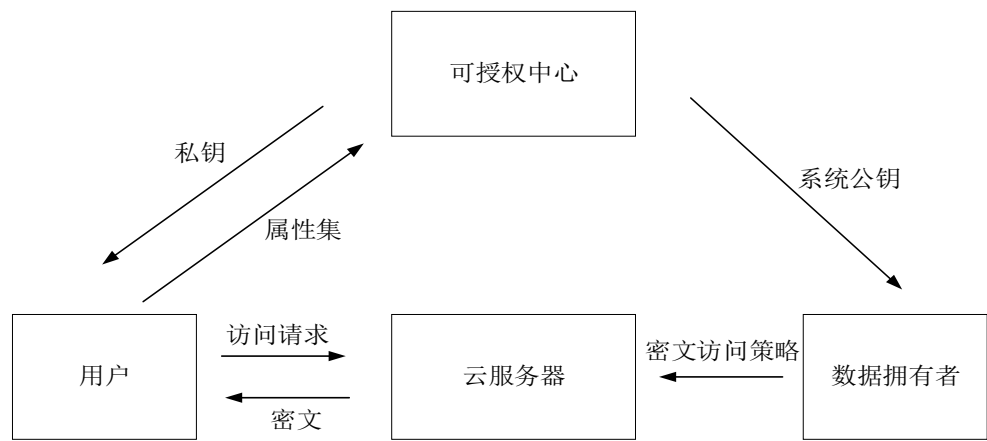 可授权中心
私钥
系统公钥
属性集
访问请求
密文访问策略
用户
云服务器
数据拥有者
密文